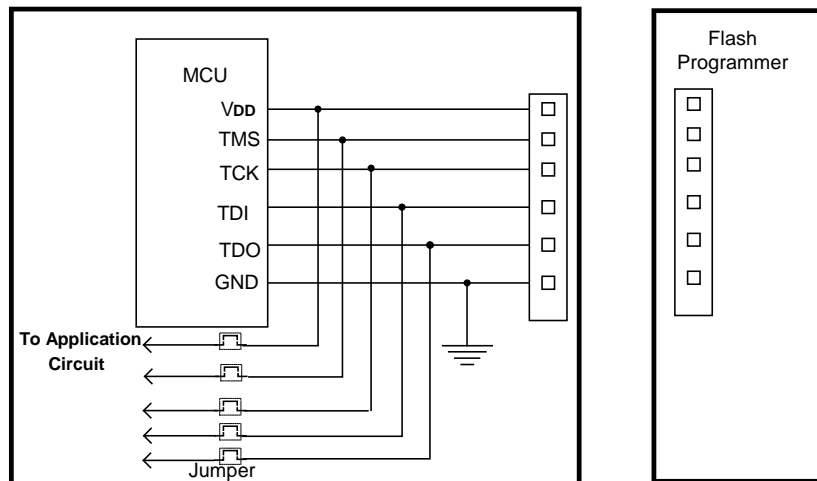 MCU
VDD
TMS
TCK
TDI
TDO
GND
To Application
Circuit
Jumper
Flash
Programmer